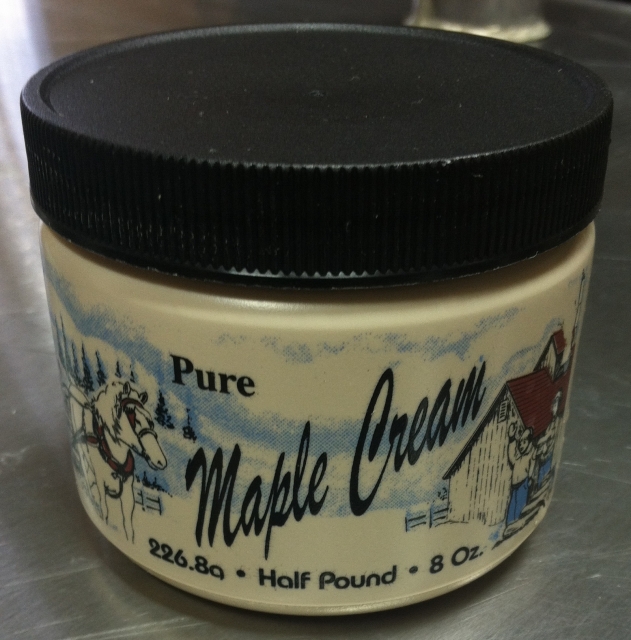 Pure
Maple Cream
226.8g • Half Pound • 8 Oz.